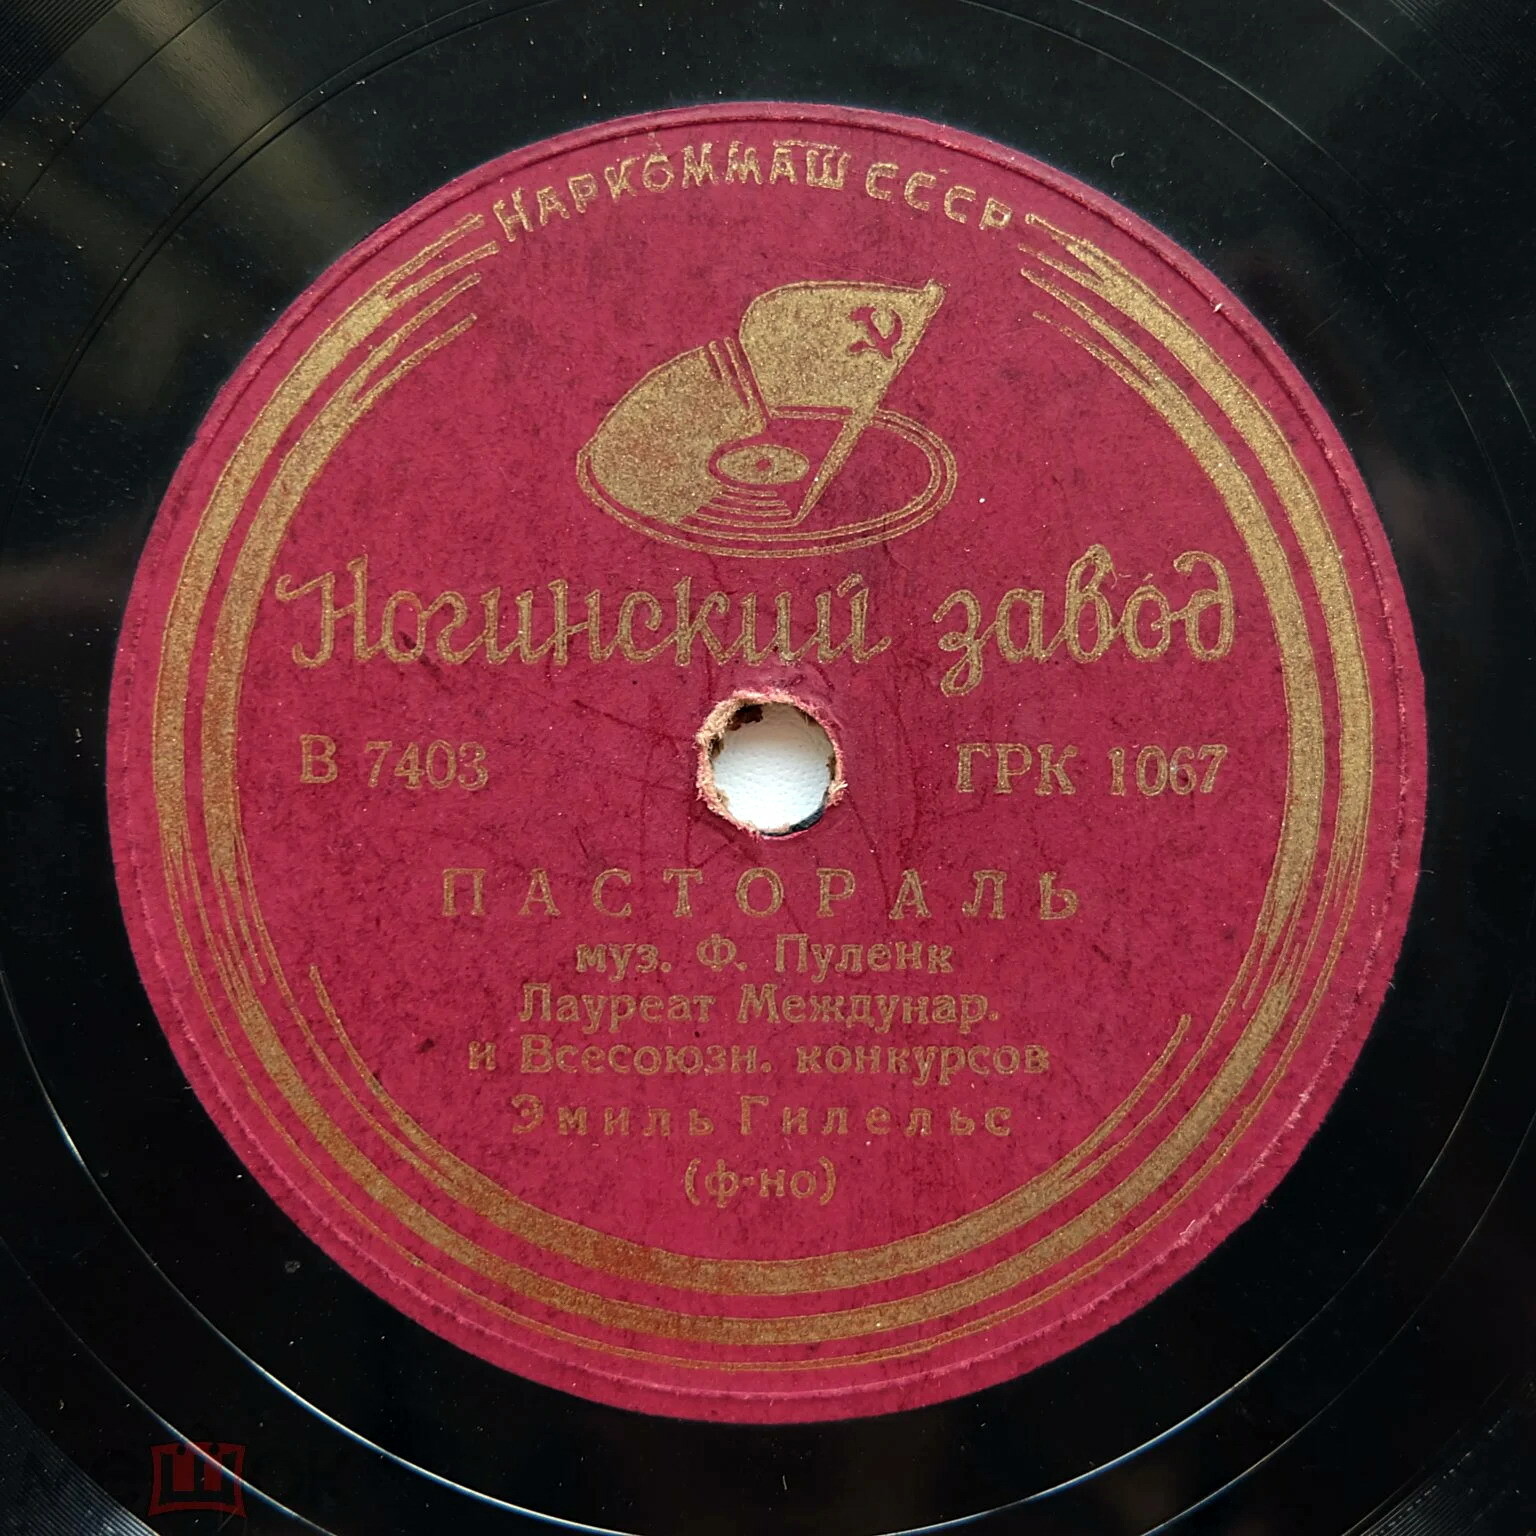 НАРКОММАШ СССР
Ногинский завод
В 7403 ГРК 1067
ПАСТОРАЛЬ
муз. Ф. Пуленк
Лауреат Междунар.
и Всесоюзн. конкурсов
Эмиль Гилельс
(ф-но)